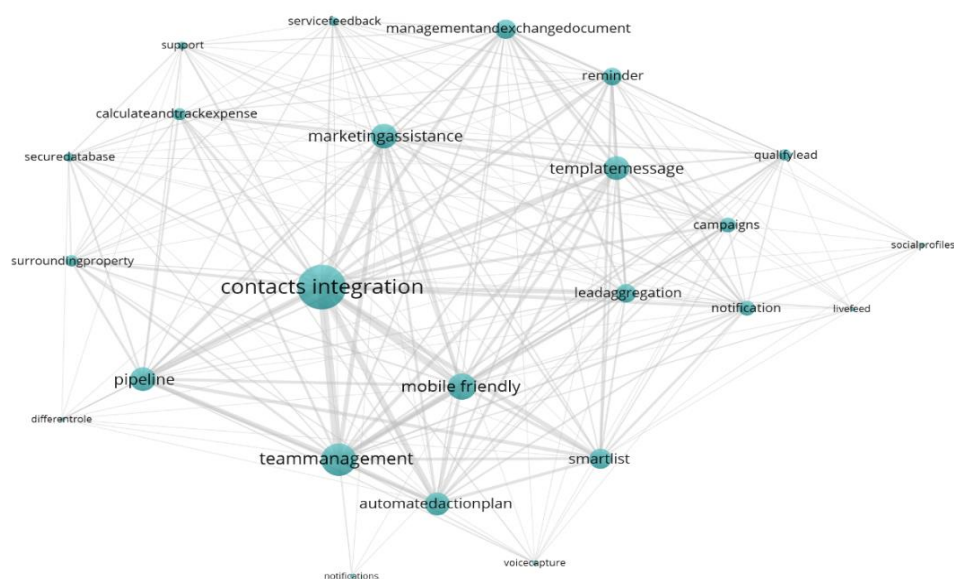 servicefeedback
managementandexchangedocument
support
reminder
calculateandtrackexpense
marketingassistance
securedatabase
qualifylead
templatemessage
campaigns
socialprofiles
surroundingproperty
contacts integration
leadaggregation
notification
livefeed
pipeline
mobile friendly
differentrole
teammanagement
smartlist
automatedactionplan
voicecapture
notifications